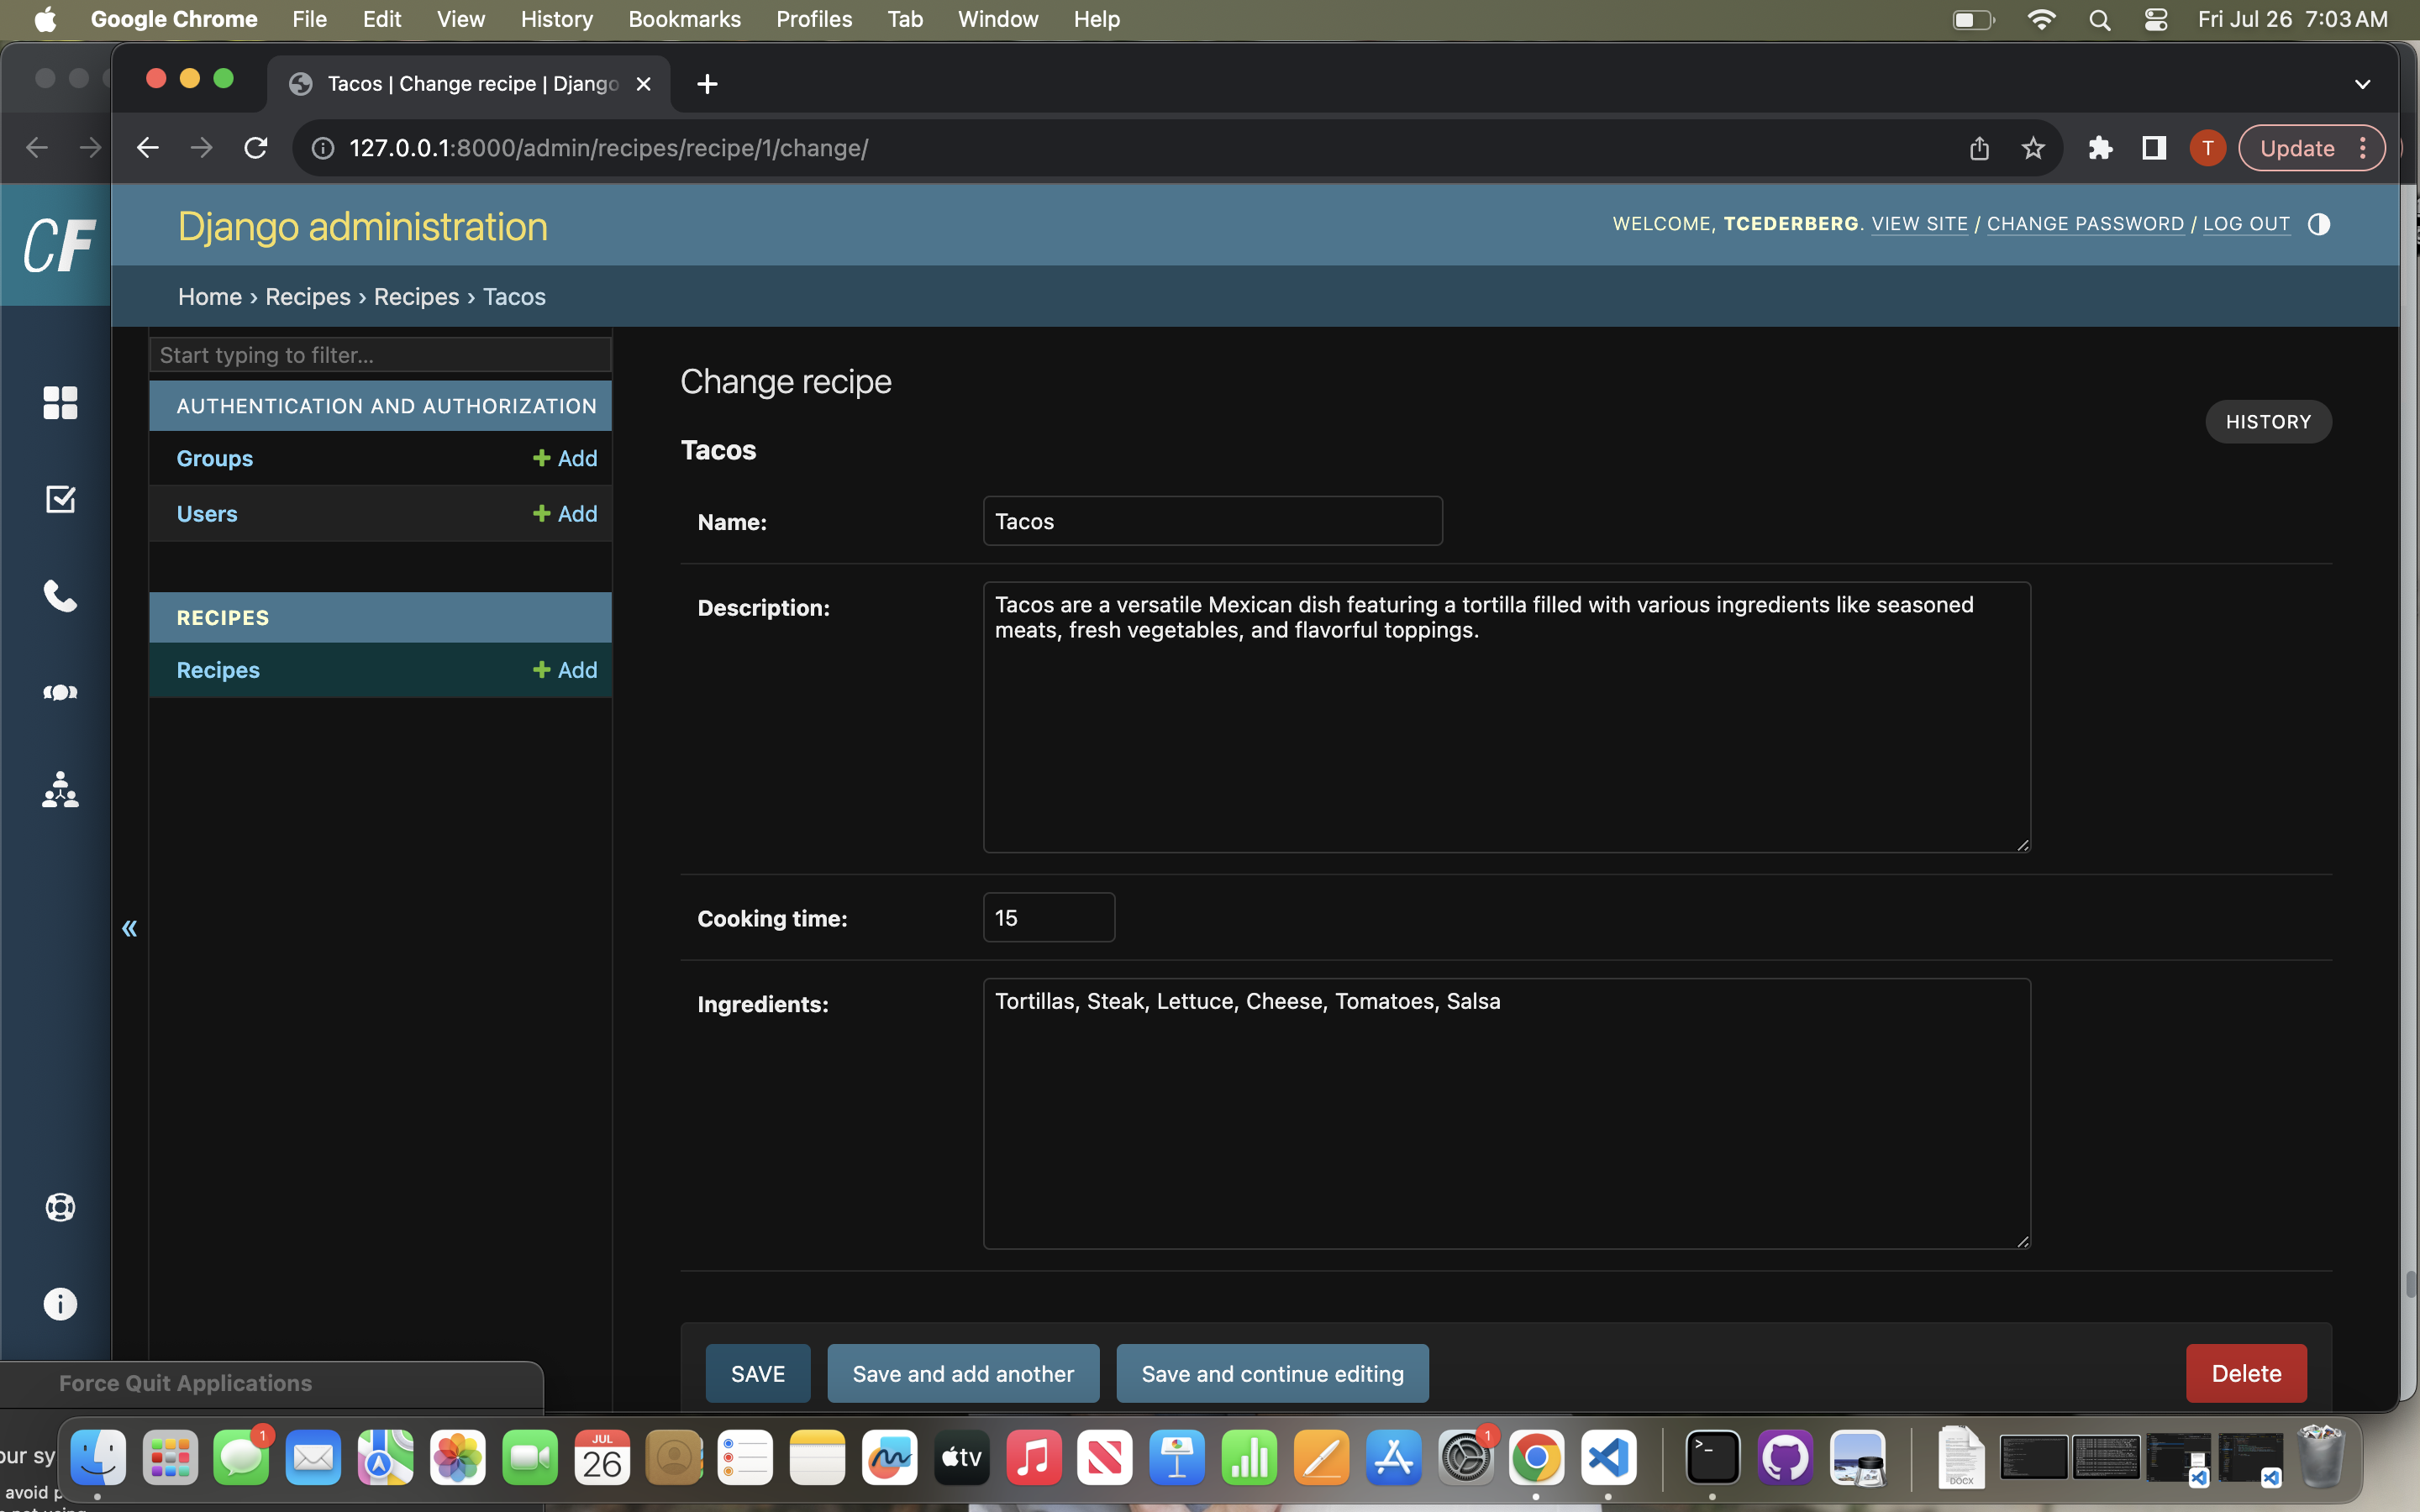 Google Chrome File Edit View History Bookmarks Profiles Tab Window Help Fri Jul 26 7:03 AM
Tacos | Change recipe | Django
127.0.0.1:8000/admin/recipes/recipe/1/change/ T Update
CF
Django administration
WELCOME, TCEDERBERG. VIEW SITE / CHANGE PASSWORD / LOG OUT
Home › Recipes › Recipes › Tacos
Start typing to filter...
AUTHENTICATION AND AUTHORIZATION
Groups + Add
Users + Add
RECIPES
Recipes + Add
«
Change recipe
HISTORY
Tacos
Name: Tacos
Description: Tacos are a versatile Mexican dish featuring a tortilla filled with various ingredients like seasoned
meats, fresh vegetables, and flavorful toppings.
Cooking time: 15
Ingredients: Tortillas, Steak, Lettuce, Cheese, Tomatoes, Salsa
SAVE Save and add another Save and continue editing Delete
Force Quit Applications
our sy
avoid p
1
JUL
26
tv
1
DOCX